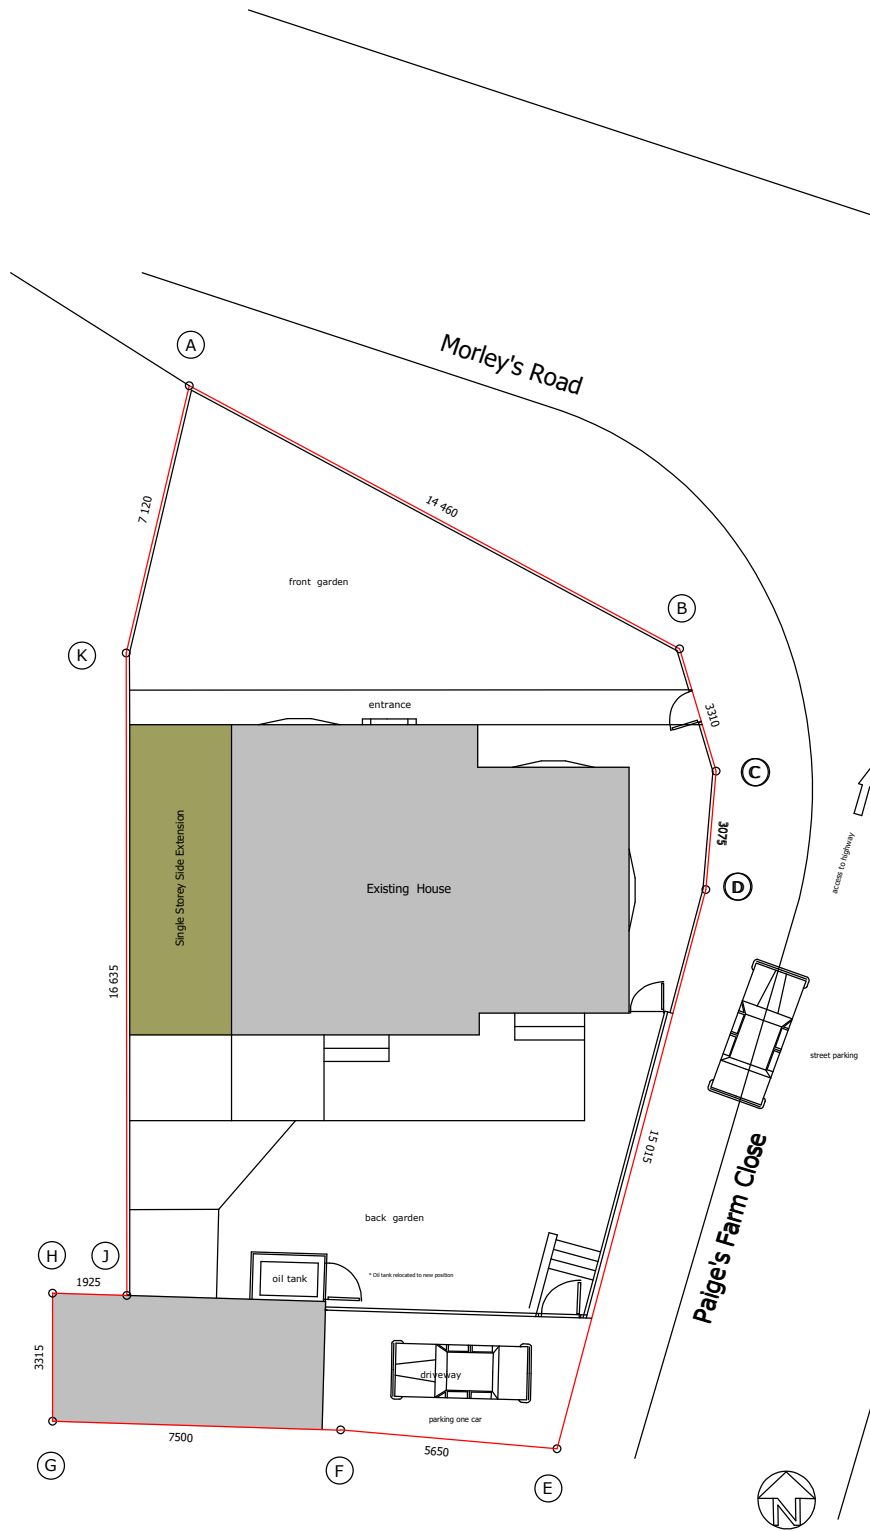 A
Morley's Road
14 460
7 120
front garden
B
K
entrance
3310
C
3075
Single Storey Side Extension
Existing House
access to highway
D
16 635
street parking
15 015
Paige's Farm Close
back garden
H
J
1925
oil tank
* Oil tank relocated to new position
3315
driveway
parking one car
7500
5650
G
F
E
N